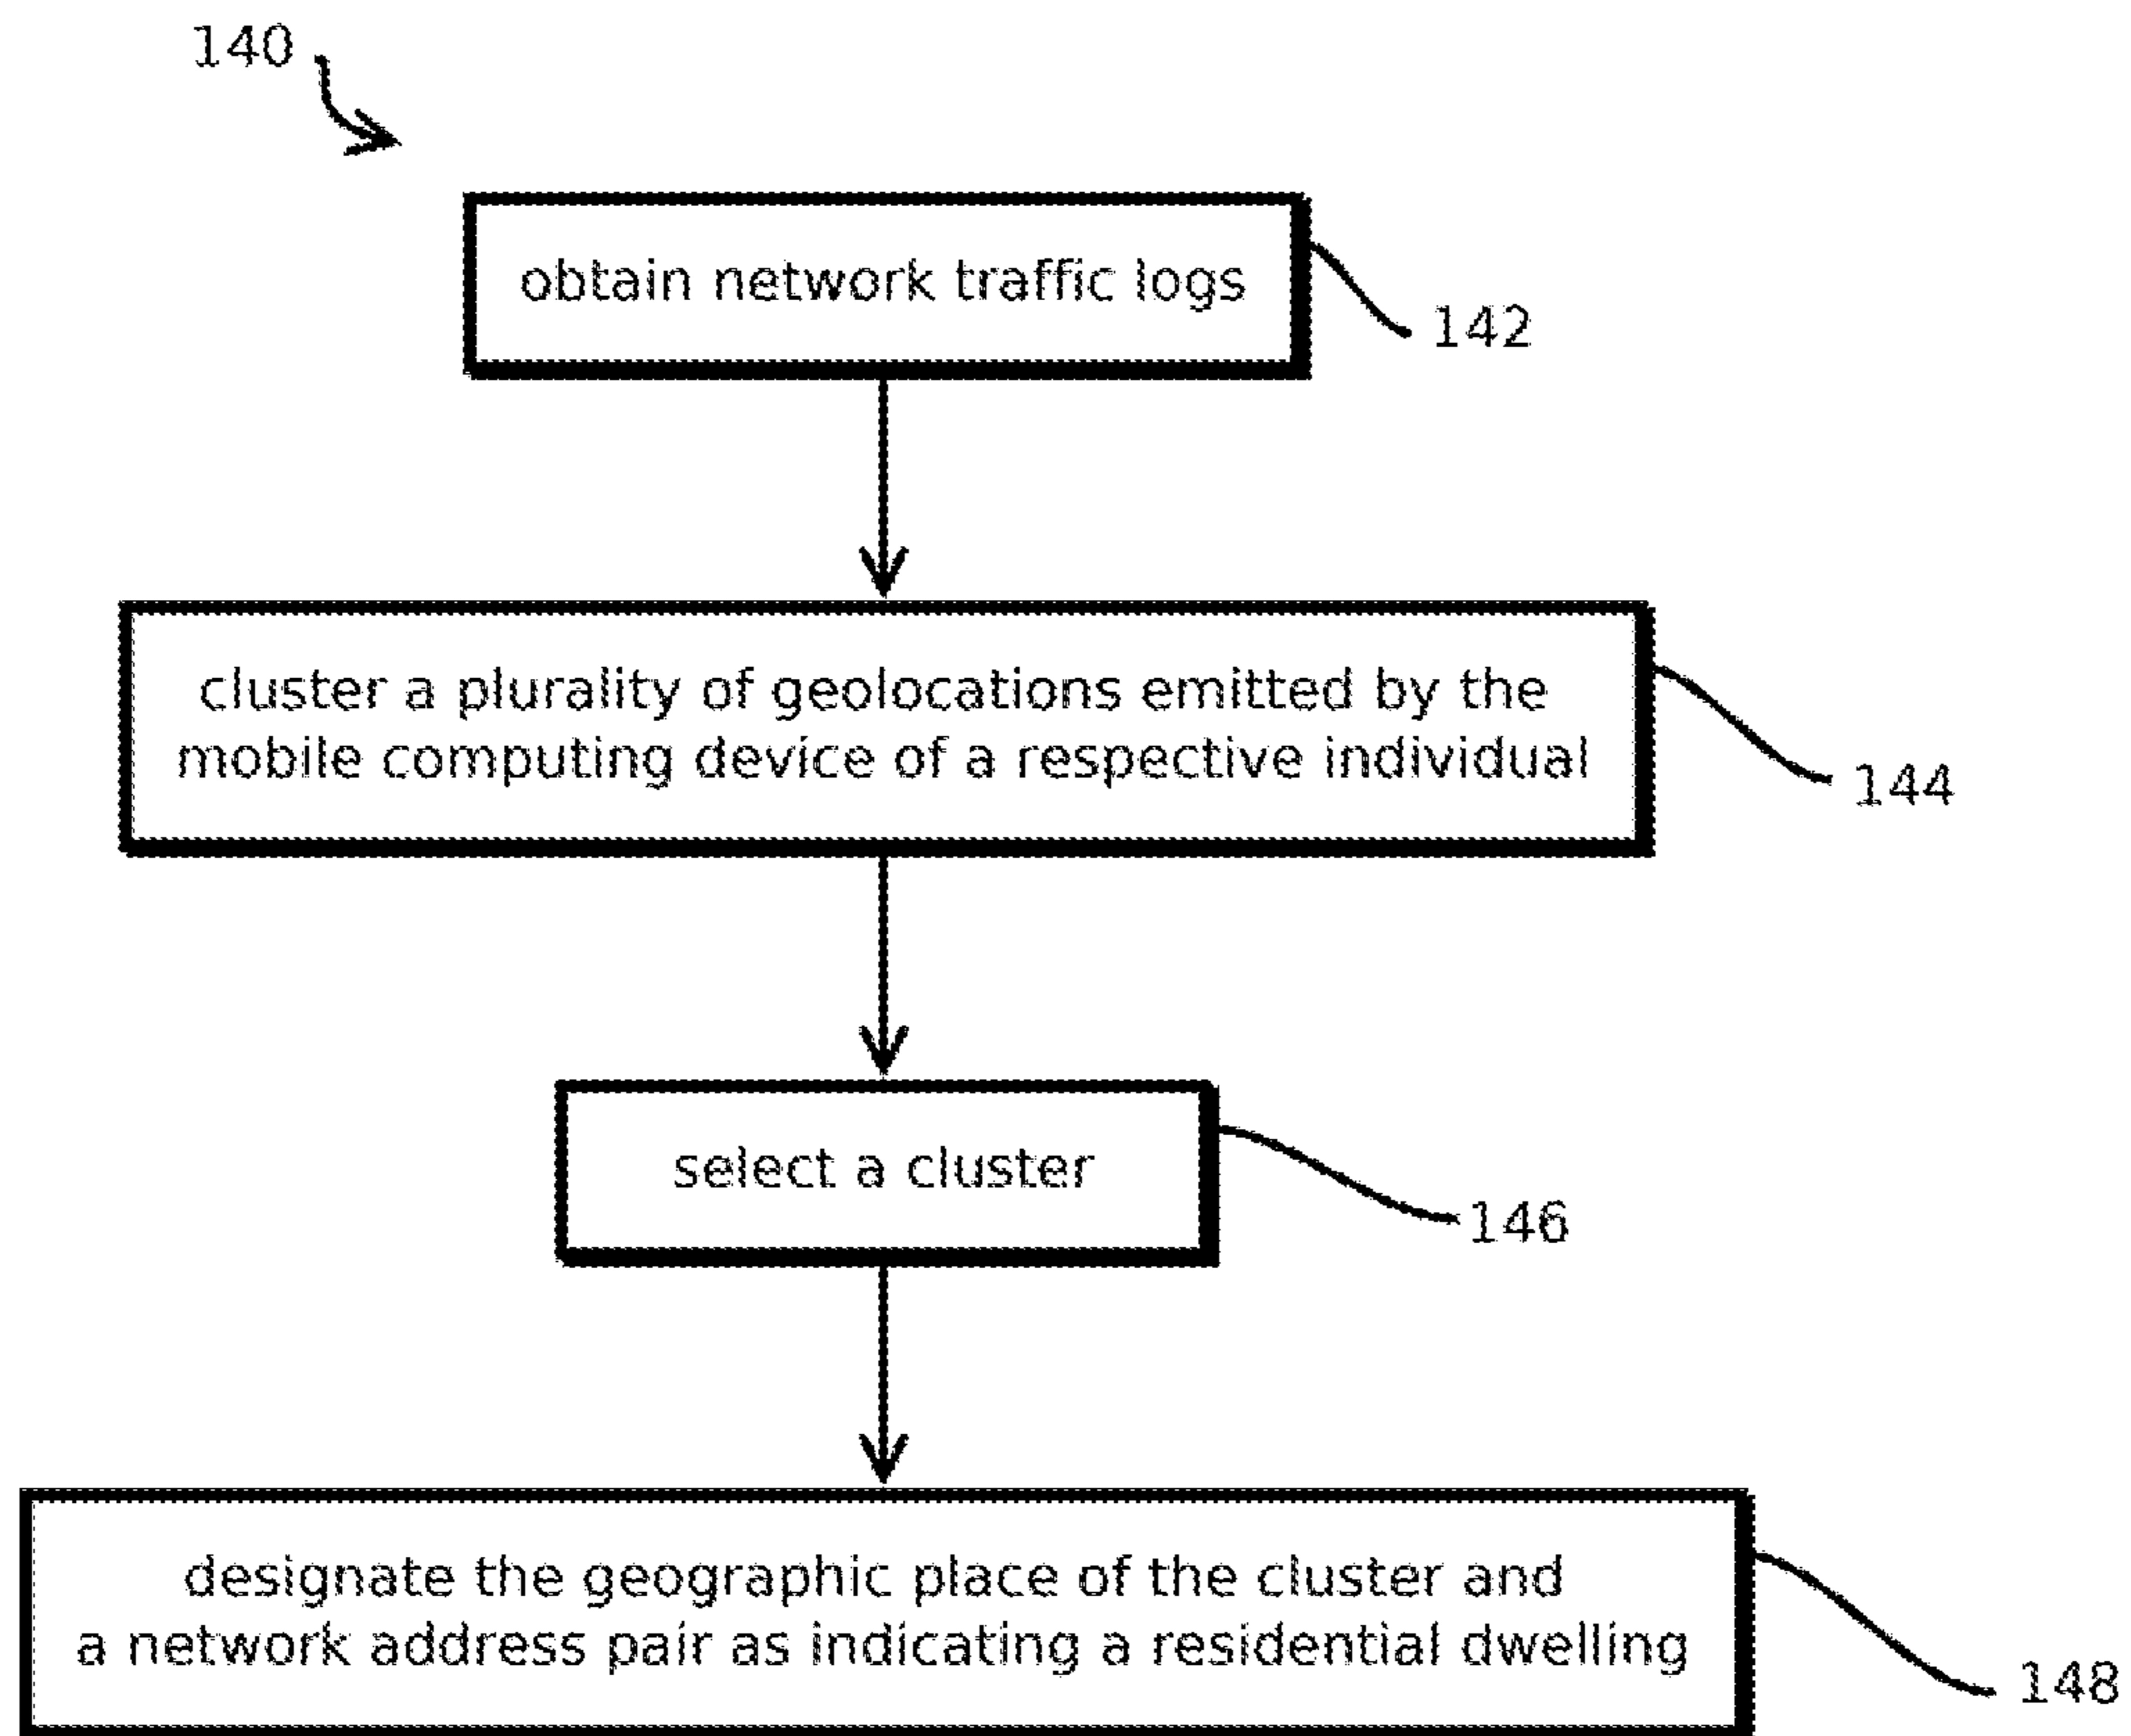 140
obtain network traffic logs
142
cluster a plurality of geolocations emitted by the
mobile computing device of a respective individual
144
select a cluster
146
designate the geographic place of the cluster and
a network address pair as indicating a residential dwelling
148